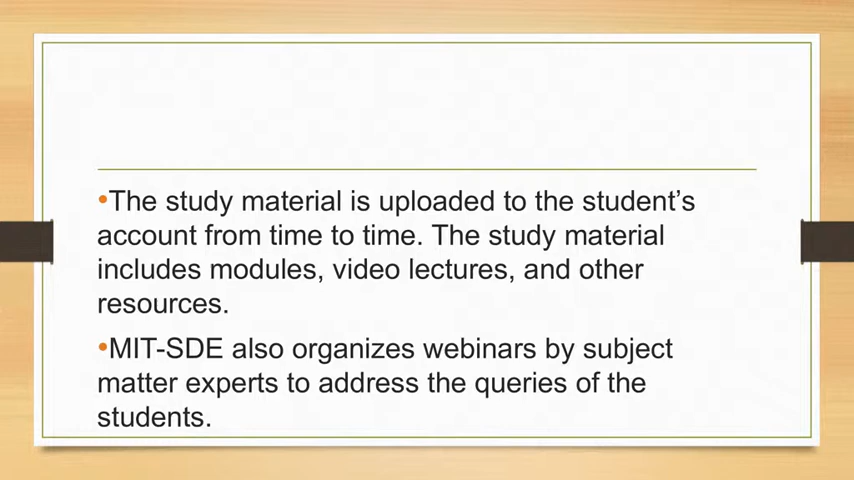 •The study material is uploaded to the student’s
account from time to time. The study material
includes modules, video lectures, and other
resources.
•MIT-SDE also organizes webinars by subject
matter experts to address the queries of the
students.